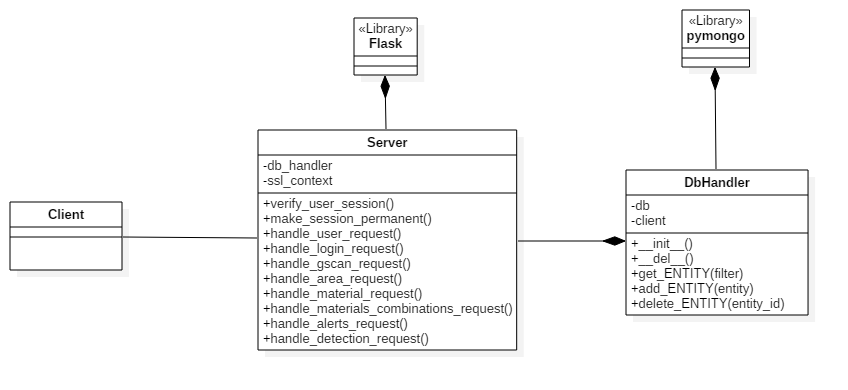 «Library»
Flask
«Library»
pymongo
Client
Server
-db_handler
-ssl_context
+verify_user_session()
+make_session_permanent()
+handle_user_request()
+handle_login_request()
+handle_gscan_request()
+handle_area_request()
+handle_material_request()
+handle_materials_combinations_request()
+handle_alerts_request()
+handle_detection_request()
DbHandler
-db
-client
+__init__()
+__del__()
+get_ENTITY(filter)
+add_ENTITY(entity)
+delete_ENTITY(entity_id)